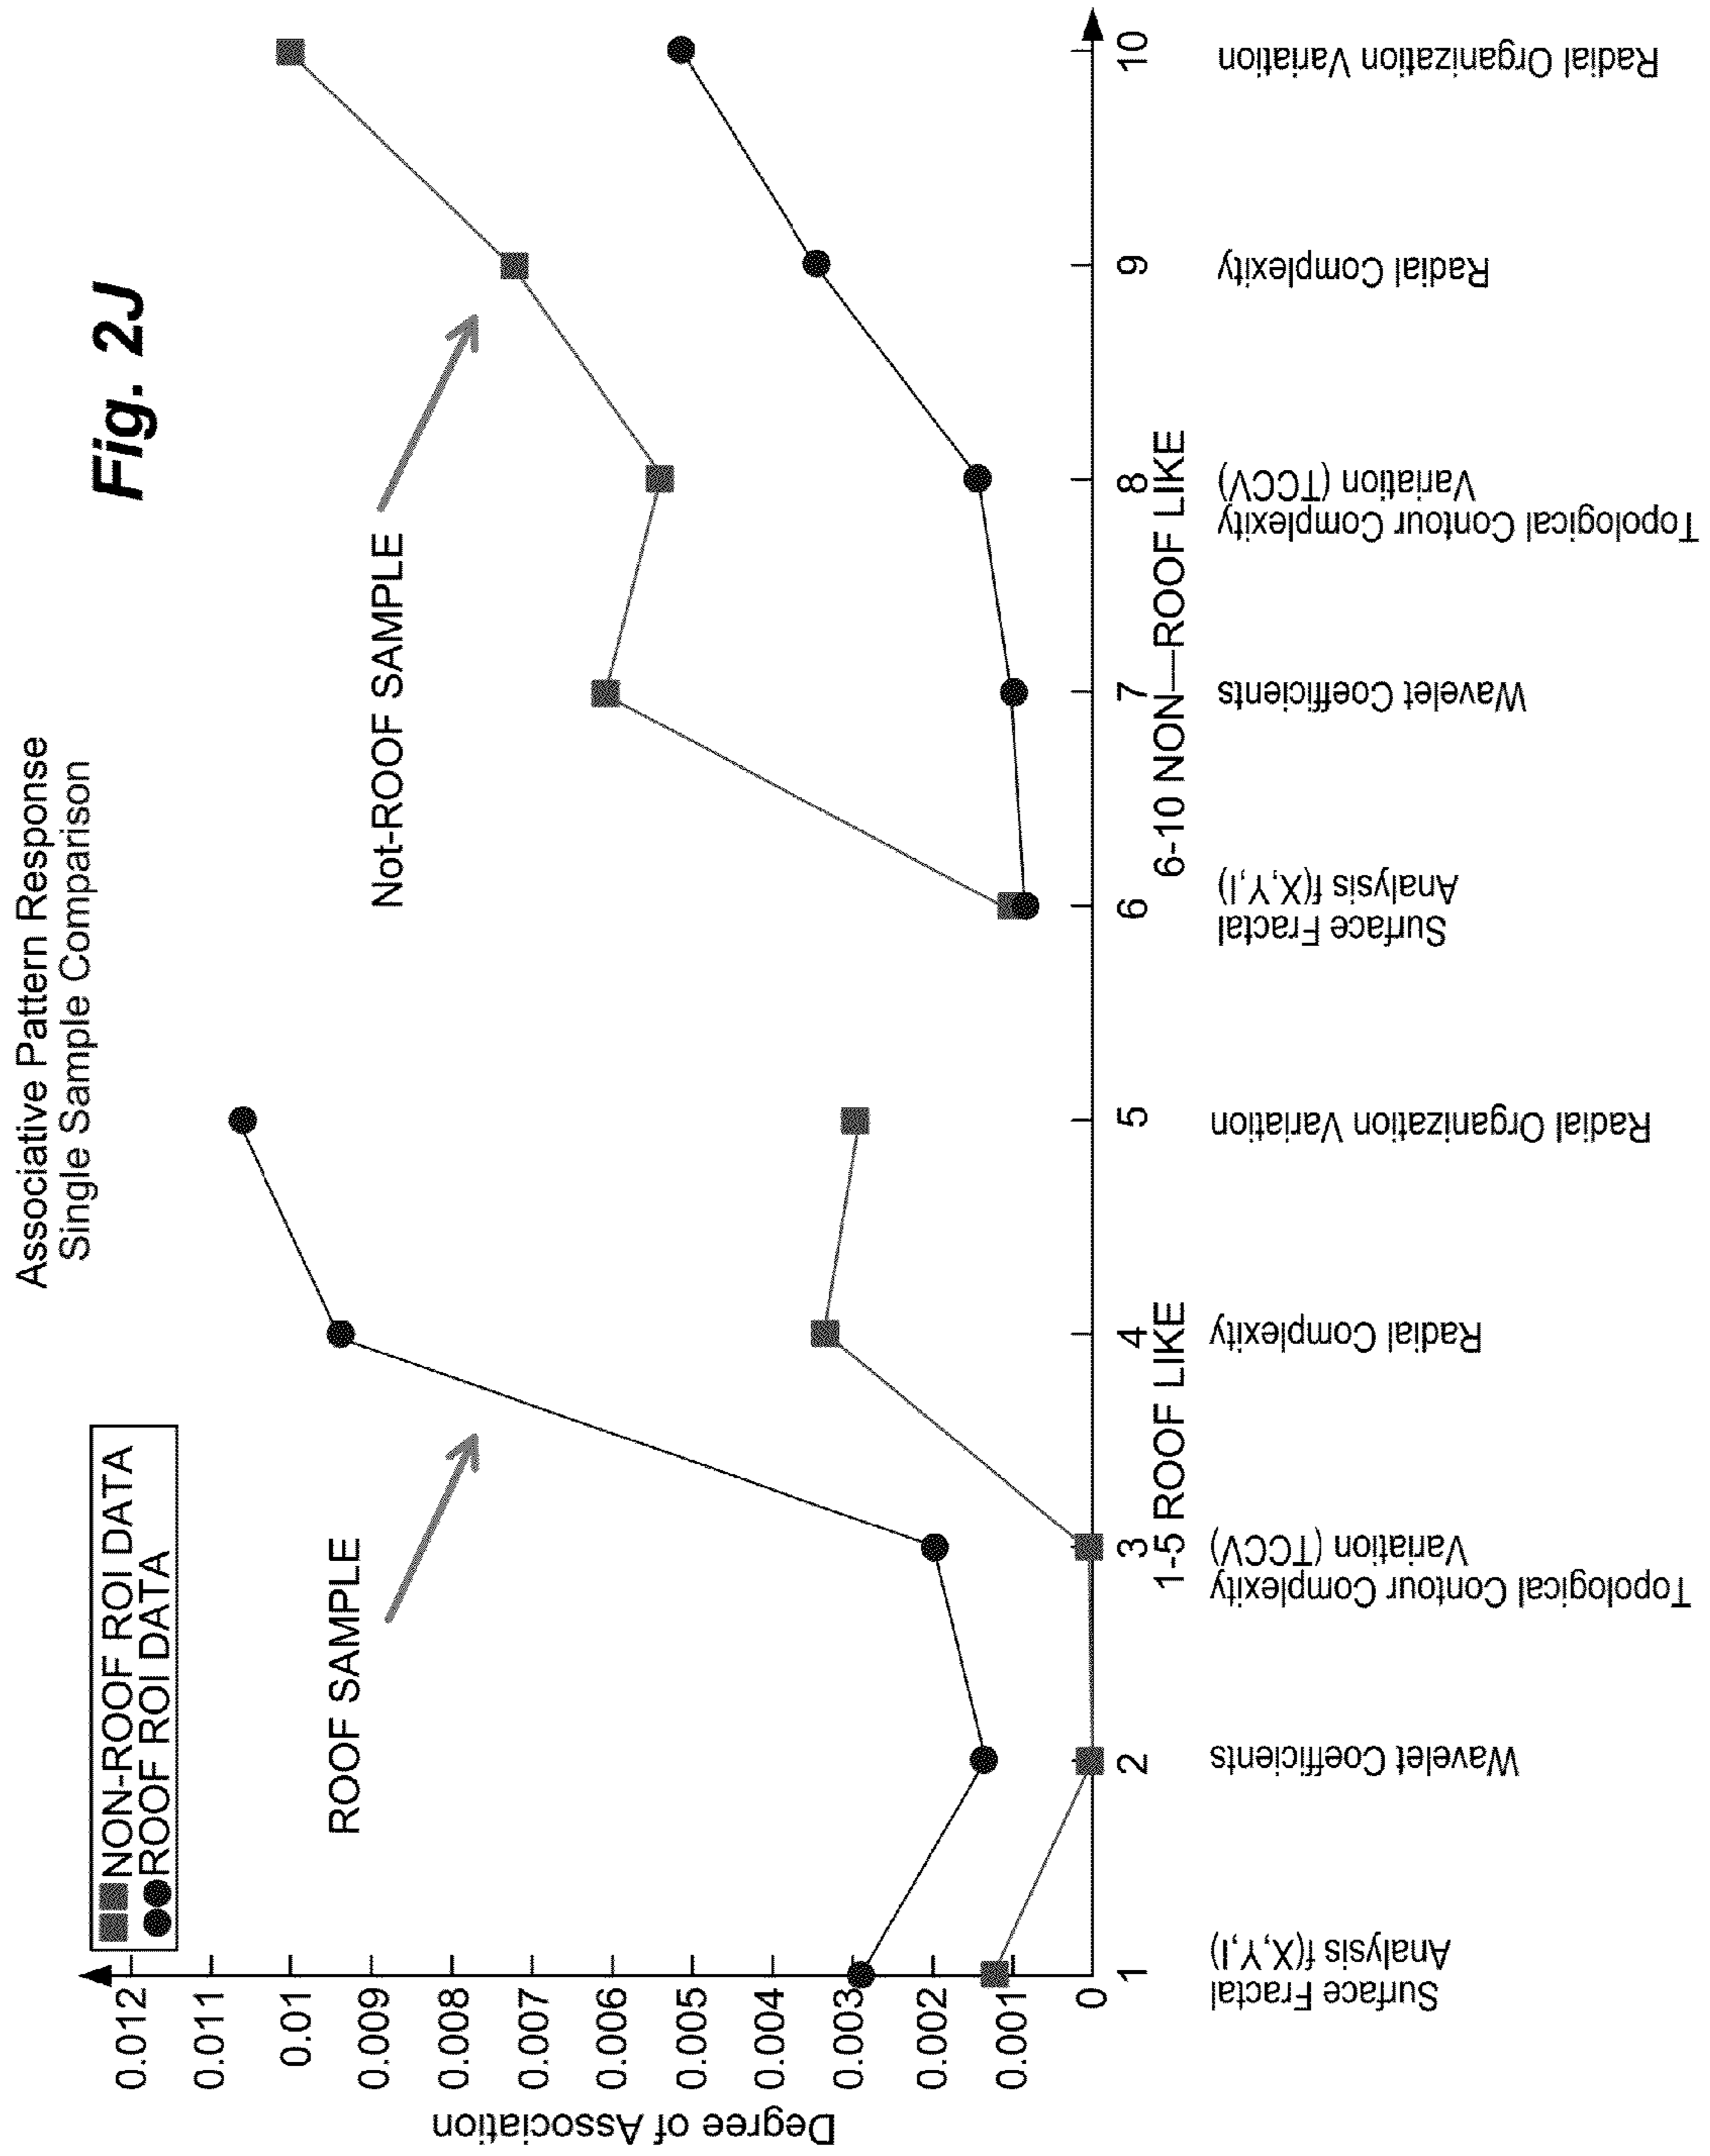 Associative Pattern Response
Single Sample Comparison
Fig. 2J
NON-ROOF ROI DATA
ROOF ROI DATA
ROOF SAMPLE
Not-ROOF SAMPLE
Degree of Association
0.012
0.011
0.01
0.009
0.008
0.007
0.006
0.005
0.004
0.003
0.002
0.001
0
1
2
3
4
5
6
7
8
9
10
1-5 ROOF LIKE
6-10 NON—ROOF LIKE
Surface Fractal
Analysis f(X,Y,I)
Wavelet Coefficients
Topological Contour Complexity
Variation (TCCV)
Radial Complexity
Radial Organization Variation
Surface Fractal
Analysis f(X,Y,I)
Wavelet Coefficients
Topological Contour Complexity
Variation (TCCV)
Radial Complexity
Radial Organization Variation